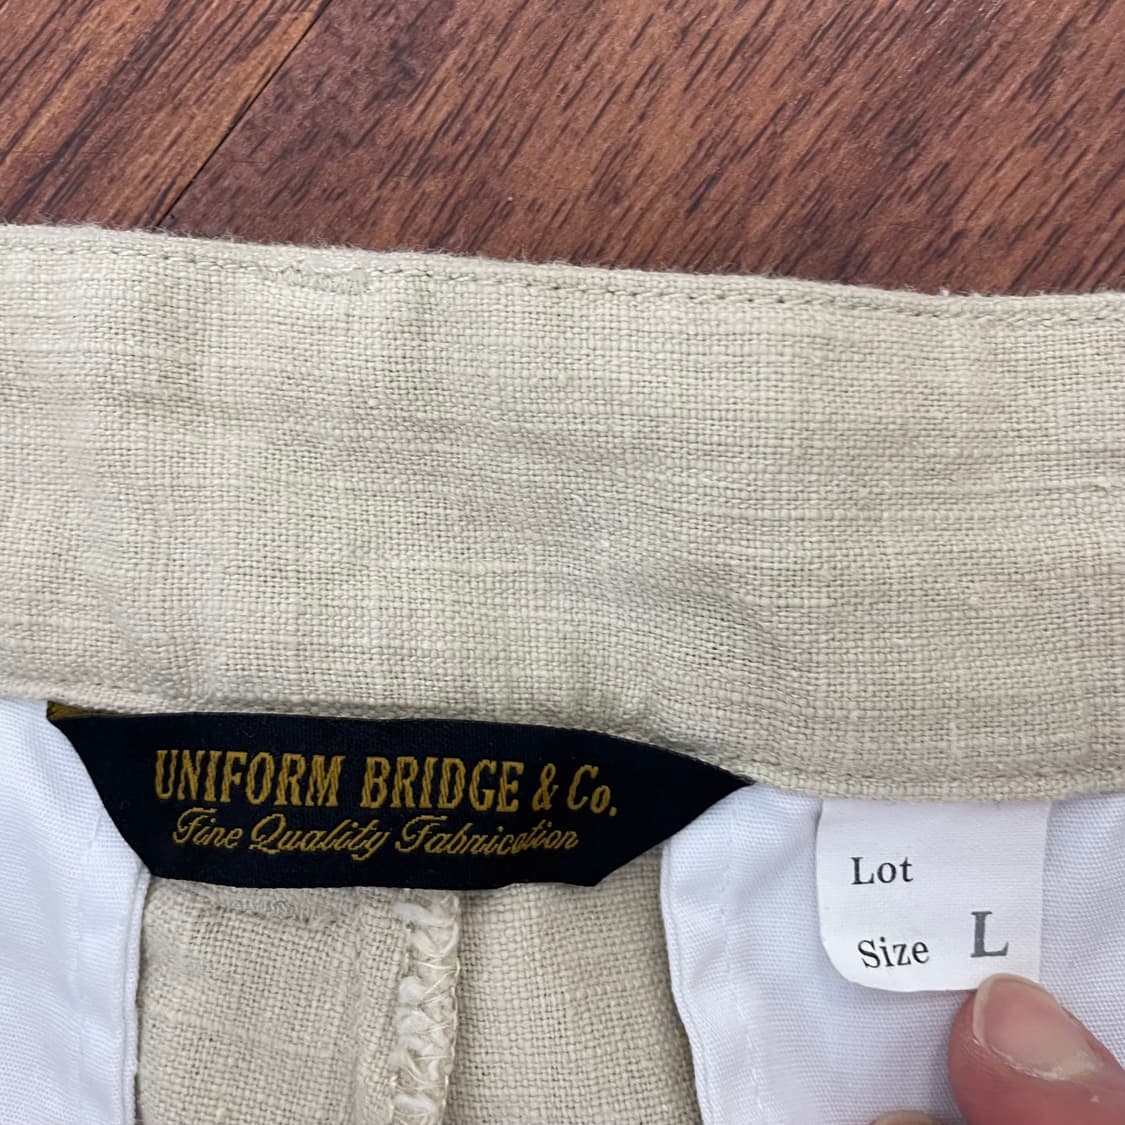 UNIFORM BRIDGE & Co.
Fine Quality Fabrication
Lot
Size L